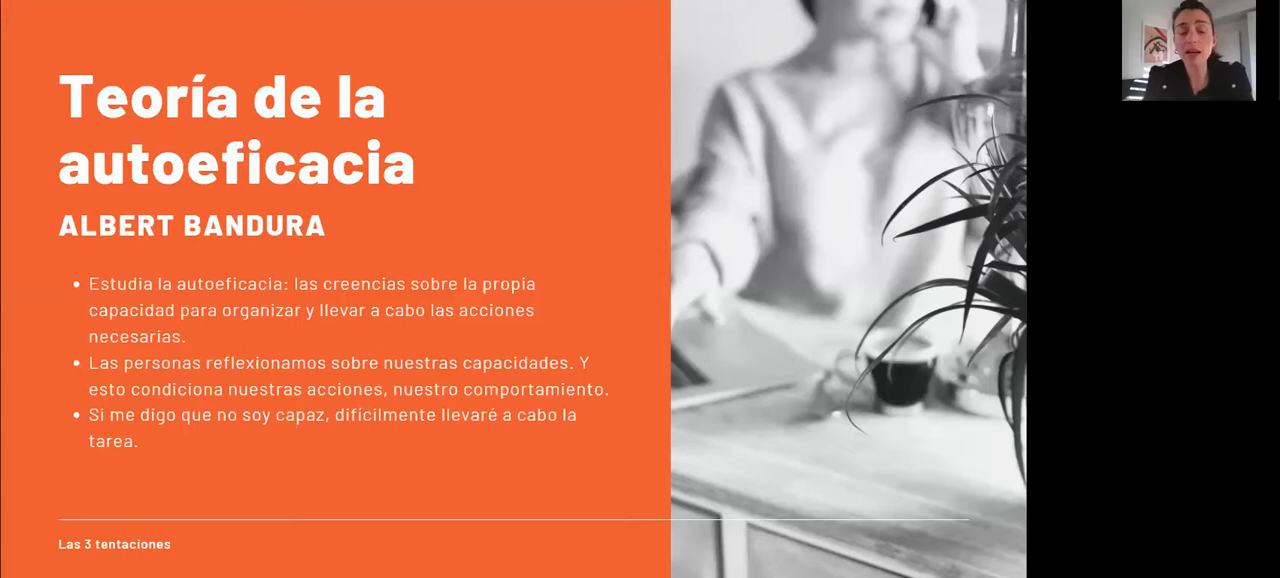 Teoría de la
autoeficacia
ALBERT BANDURA
• Estudia la autoeficacia: las creencias sobre la propia
capacidad para organizar y llevar a cabo las acciones
necesarias.
• Las personas reflexionamos sobre nuestras capacidades. Y
esto condiciona nuestras acciones, nuestro comportamiento.
• Si me digo que no soy capaz, difícilmente llevaré a cabo la
tarea.
Las 3 tentaciones